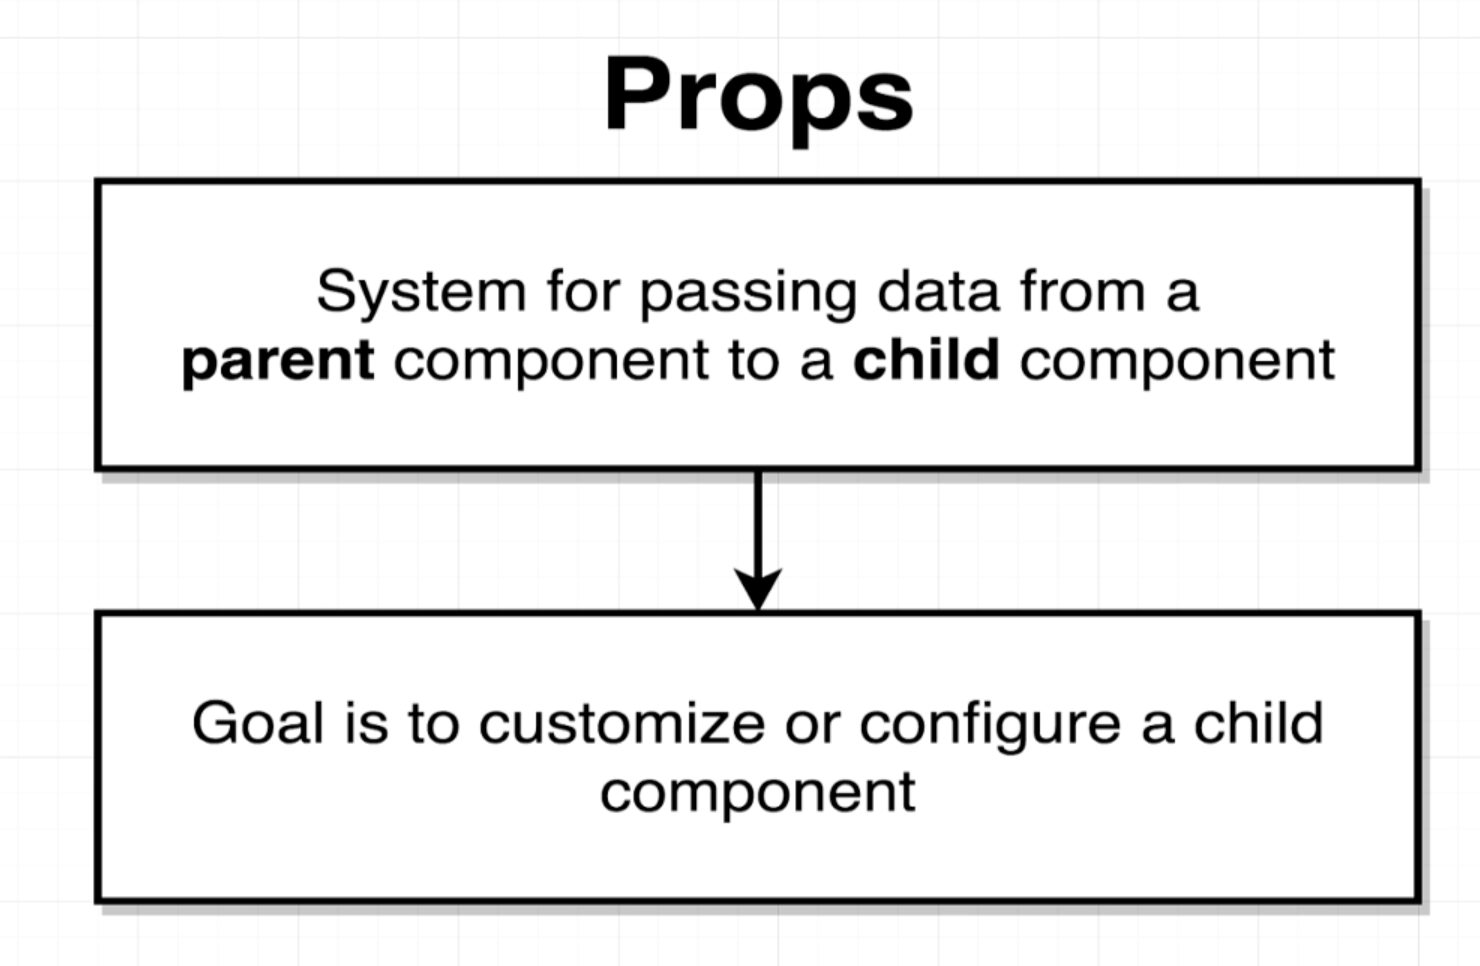 Props
System for passing data from a
parent component to a child component
Goal is to customize or configure a child
component